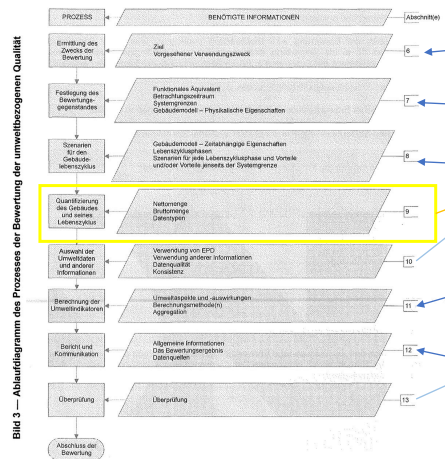 Bild 3 — Ablaufdiagramm des Prozesses der Bewertung der umweltbezogenen Qualität
PROZESS
BENÖTIGTE INFORMATIONEN
Abschnitt(e)
Ermittlung des
Zwecks der
Bewertung
Ziel
Vorgesehener Verwendungszweck
6
Festlegung des
Bewertungs-
gegenstandes
Funktionales Äquivalent
Betrachtungszeitraum
Systemgrenzen
Gebäudemodell – Physikalische Eigenschaften
7
Szenarien
für den
Gebäude-
lebenszyklus
Gebäudemodell – Zeitabhängige Eigenschaften
Lebenszyklusphasen
Szenarien für jede Lebenszyklusphase und Vorteile
und/oder Vorteile jenseits der Systemgrenze
8
Quantifizierung
des Gebäudes
und seines
Lebenszyklus
Nettomenge
Bruttomenge
Datentypen
9
Auswahl der
Umweltdaten
und anderer
Informationen
Verwendung von EPD
Verwendung anderer Informationen
Datenqualität
Konsistenz
10
Berechnung der
Umweltindikatoren
Umweltaspekte und -auswirkungen
Berechnungsmethode(n)
Aggregation
11
Bericht und
Kommunikation
Allgemeine Informationen
Das Bewertungsergebnis
Datenquellen
12
Überprüfung
Überprüfung
13
Abschluss der
Bewertung